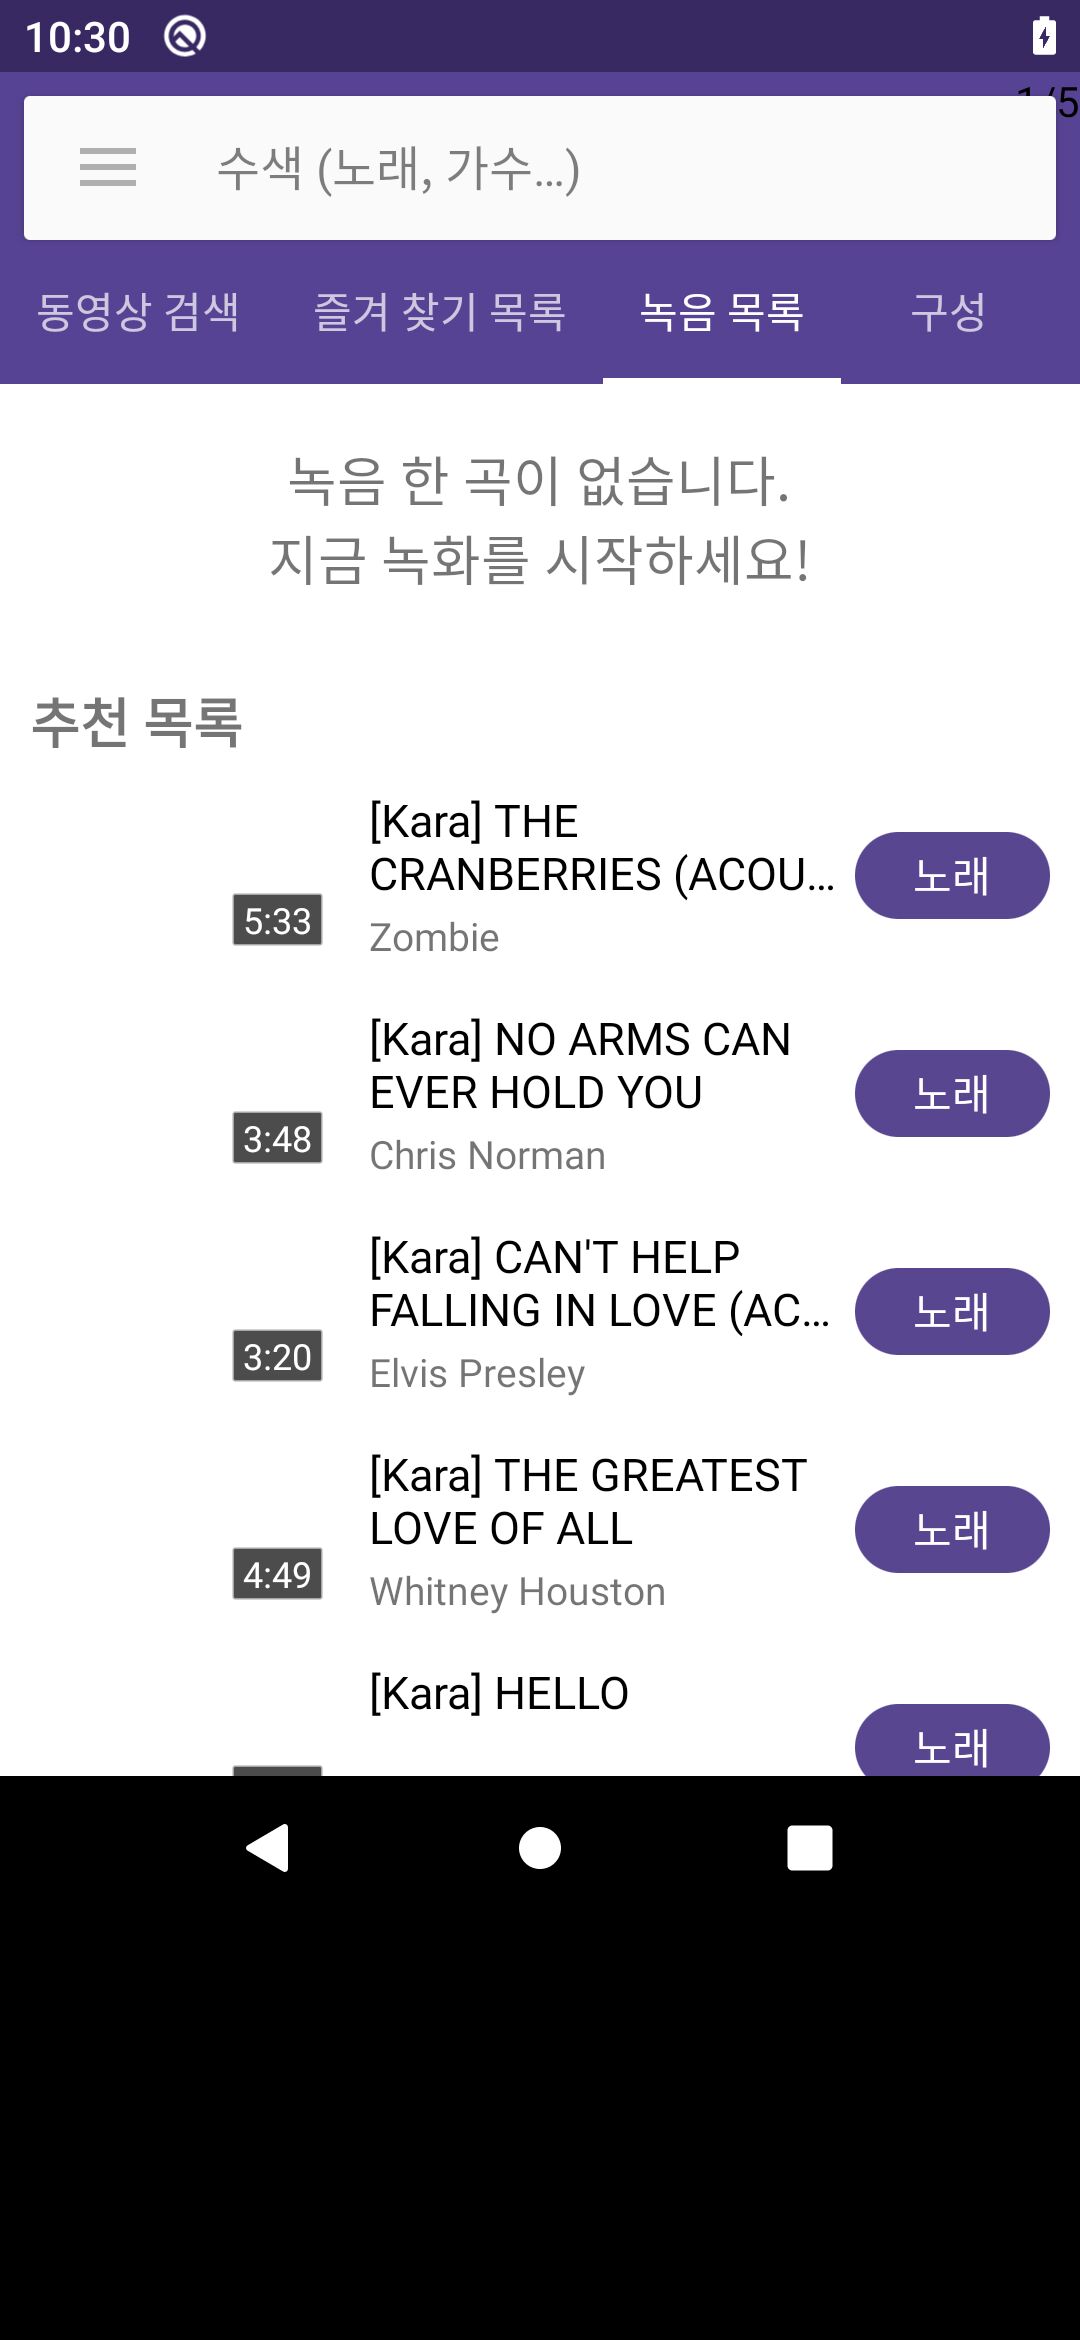 10:30
1/5
수색 (노래, 가수...)
동영상 검색 즐겨 찾기 목록 녹음 목록 구성
녹음 한 곡이 없습니다.
지금 녹화를 시작하세요!
추천 목록
[Kara] THE
CRANBERRIES (ACOU...
노래
5:33
Zombie
[Kara] NO ARMS CAN
EVER HOLD YOU
노래
3:48
Chris Norman
[Kara] CAN'T HELP
FALLING IN LOVE (AC...
노래
3:20
Elvis Presley
[Kara] THE GREATEST
LOVE OF ALL
노래
4:49
Whitney Houston
[Kara] HELLO
노래